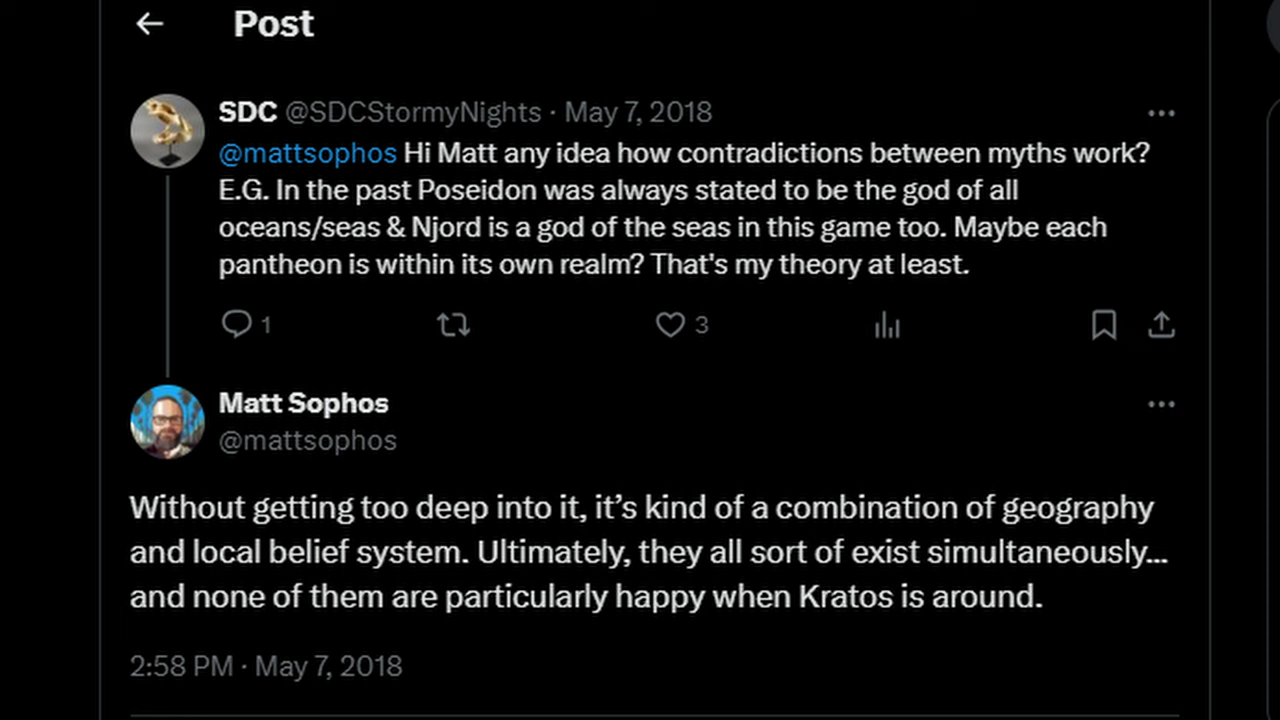 Post
SDC @SDCStormyNights · May 7, 2018
@mattsophos Hi Matt any idea how contradictions between myths work?
E.G. In the past Poseidon was always stated to be the god of all
oceans/seas & Njord is a god of the seas in this game too. Maybe each
pantheon is within its own realm? That's my theory at least.
1
3
Matt Sophos
@mattsophos
Without getting too deep into it, it’s kind of a combination of geography
and local belief system. Ultimately, they all sort of exist simultaneously...
and none of them are particularly happy when Kratos is around.
2:58 PM · May 7, 2018